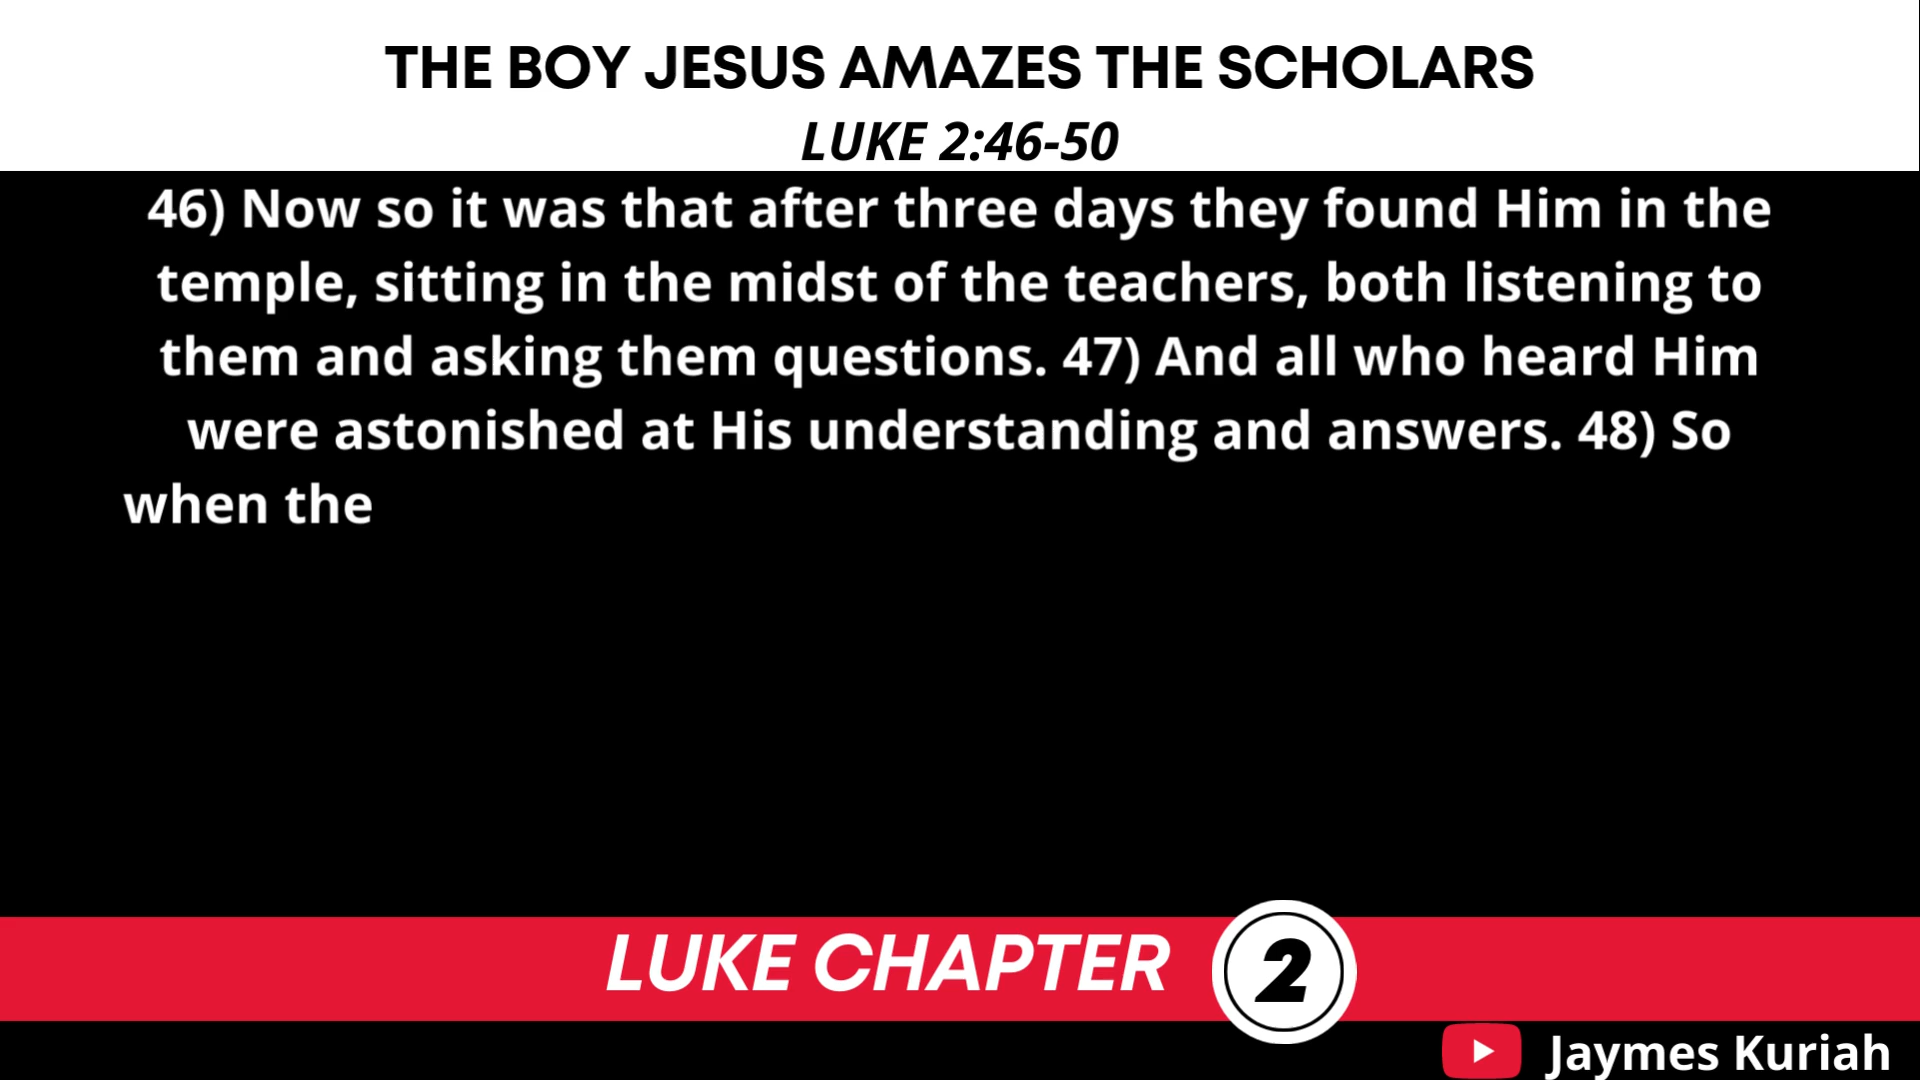 THE BOY JESUS AMAZES THE SCHOLARS
LUKE 2:46-50
46) Now so it was that after three days they found Him in the
temple, sitting in the midst of the teachers, both listening to
them and asking them questions. 47) And all who heard Him
were astonished at His understanding and answers. 48) So
when the
LUKE CHAPTER 2
Jaymes Kuriah